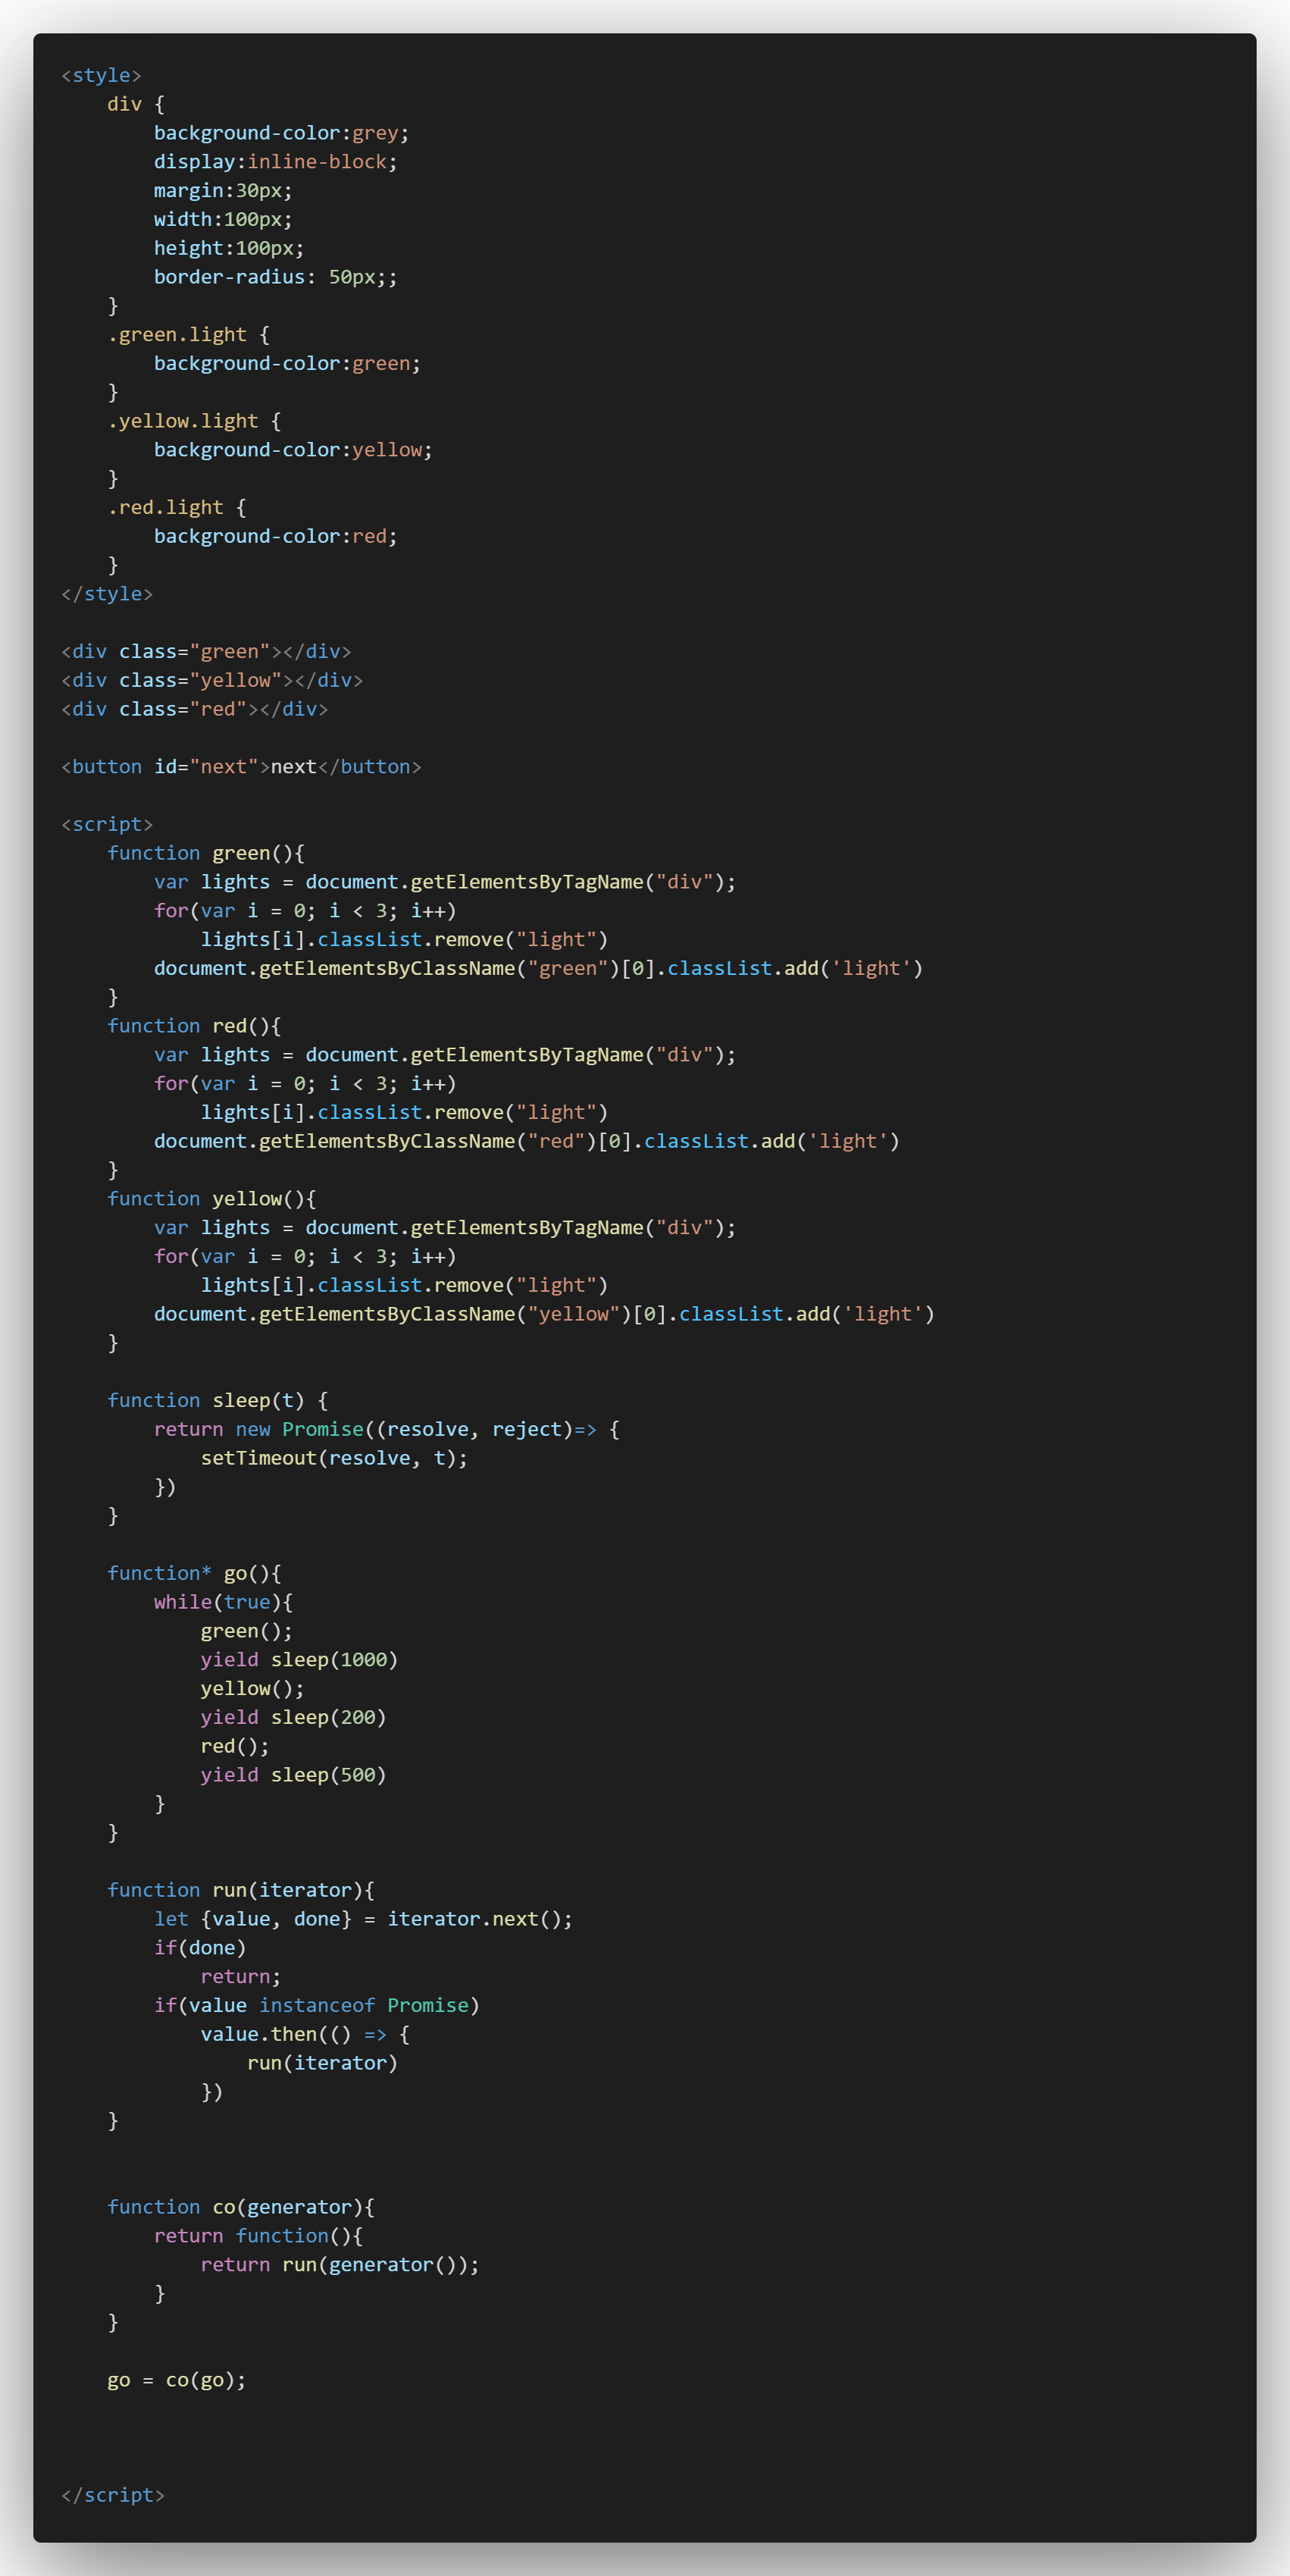 <style>
    div {
        background-color:grey;
        display:inline-block;
        margin:30px;
        width:100px;
        height:100px;
        border-radius: 50px;;
    }
    .green.light {
        background-color:green;
    }
    .yellow.light {
        background-color:yellow;
    }
    .red.light {
        background-color:red;
    }
</style>

<div class="green"></div>
<div class="yellow"></div>
<div class="red"></div>

<button id="next">next</button>

<script>
    function green(){
        var lights = document.getElementsByTagName("div");
        for(var i = 0; i < 3; i++)
            lights[i].classList.remove("light")
        document.getElementsByClassName("green")[0].classList.add('light')
    }
    function red(){
        var lights = document.getElementsByTagName("div");
        for(var i = 0; i < 3; i++)
            lights[i].classList.remove("light")
        document.getElementsByClassName("red")[0].classList.add('light')
    }
    function yellow(){
        var lights = document.getElementsByTagName("div");
        for(var i = 0; i < 3; i++)
            lights[i].classList.remove("light")
        document.getElementsByClassName("yellow")[0].classList.add('light')
    }

    function sleep(t) {
        return new Promise((resolve, reject)=> {
            setTimeout(resolve, t);
        })
    }

    function* go(){
        while(true){
            green();
            yield sleep(1000)
            yellow();
            yield sleep(200)
            red();
            yield sleep(500)
        }
    }

    function run(iterator){
        let {value, done} = iterator.next();
        if(done)
            return;
        if(value instanceof Promise)
            value.then(() => {
                run(iterator)
            })
    }


    function co(generator){
        return function(){
            return run(generator());
        }
    }

    go = co(go);



</script>